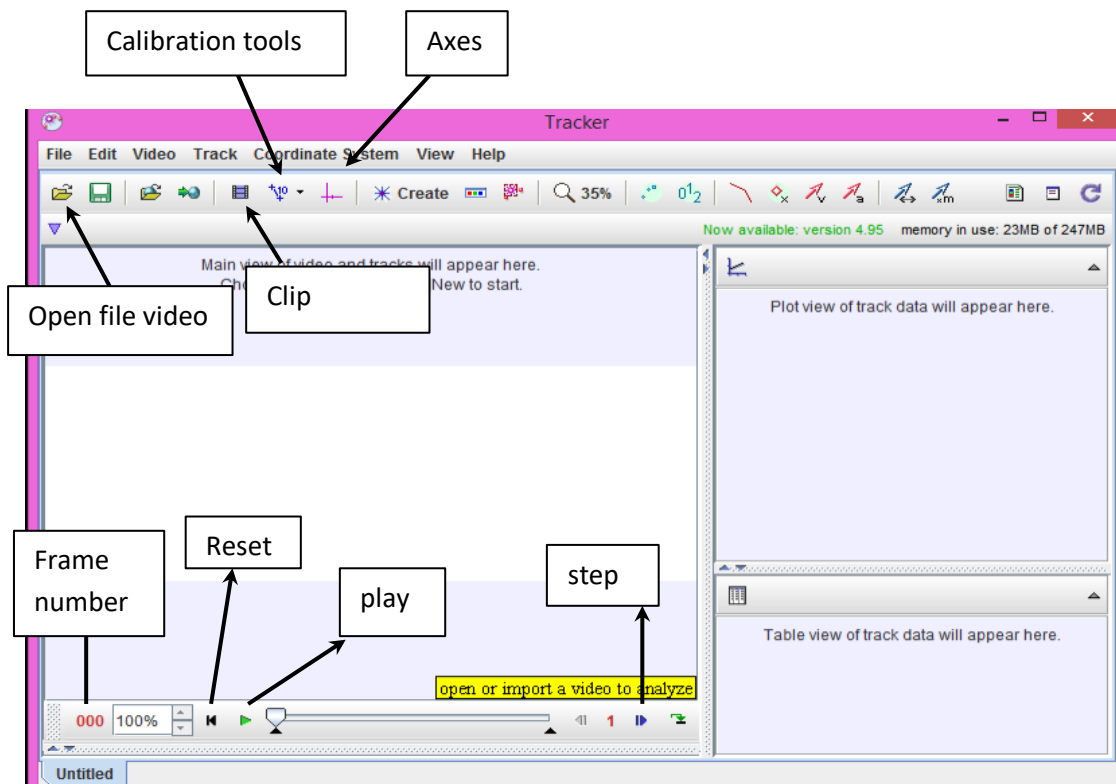 Calibration tools
Axes
Tracker
File Edit Video Track Coordinate System View Help
Create 35%
Now available: version 4.95 memory in use: 23MB of 247MB
Main view of video and tracks will appear here.
New to start.
Open file video
Clip
Plot view of track data will appear here.
Frame
number
Reset
play
step
Table view of track data will appear here.
open or import a video to analyze
000 100% 1
Untitled